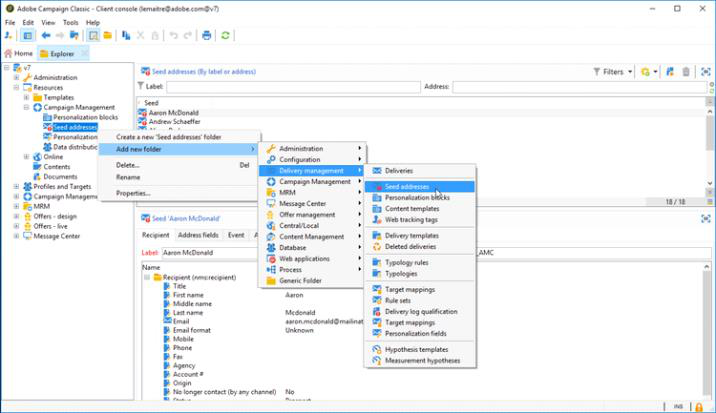 Adobe Campaign Classic - Client console (lemaitre@adobe.com@v7)
File Edit View Tools Help
Home Explorer
v7
Administration
Resources
Templates
Campaign Management
Personalization blocks
Seed addresses
Personalization
Data distributio
Online
Contents
Documents
Profiles and Targets
Campaign Managemen
MRM
Offers - design
Offers - live
Message Center
Seed addresses (By label or address)
Filters
Label: Address:
Seed
Aaron McDonald
Andrew Schaeffer
18 / 18
Create a new 'Seed addresses' folder
Add new folder
Delete... Del
Rename
Properties...
Administration
Configuration
Delivery management
Campaign Management
MRM
Message Center
Offer management
Central/Local
Content Management
Database
Web applications
Process
Generic Folder
Deliveries
Seed addresses
Personalization blocks
Content templates
Web tracking tags
Delivery templates
Deleted deliveries
Typology rules
Typologies
Target mappings
Rule sets
Delivery log qualification
Target mappings
Personalization fields
Hypothesis templates
Measurement hypotheses
Seed 'Aaron McDonald'
Recipient Address fields Event A
Label: Aaron McDonald _AMC
Name
Recipient (nms:recipient)
Title
First name Aaron
Middle name
Last name Mcdonald
Email aaron.mcdonald@mailinat
Email format Unknown
Mobile
Phone
Fax
Agency
Account #
Origin
No longer contact (by any channel) No
INS